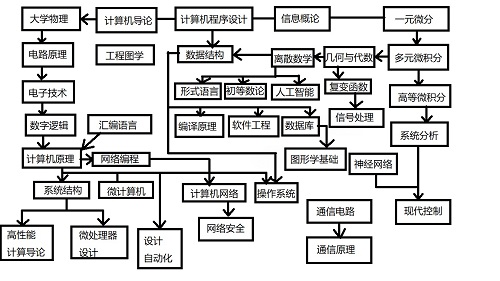 大学物理
计算机导论
计算机程序设计
信息概论
一元微分
电路原理
工程图学
数据结构
离散数学
几何与代数
多元微积分
电子技术
形式语言
初等数论
人工智能
复变函数
高等微积分
数字逻辑
汇编语言
编译原理
软件工程
数据库
信号处理
系统分析
计算机原理
网络编程
图形学基础
神经网络
系统结构
微计算机
计算机网络
操作系统
通信电路
现代控制
高性能
计算导论
微处理器
设计
设计
自动化
网络安全
通信原理